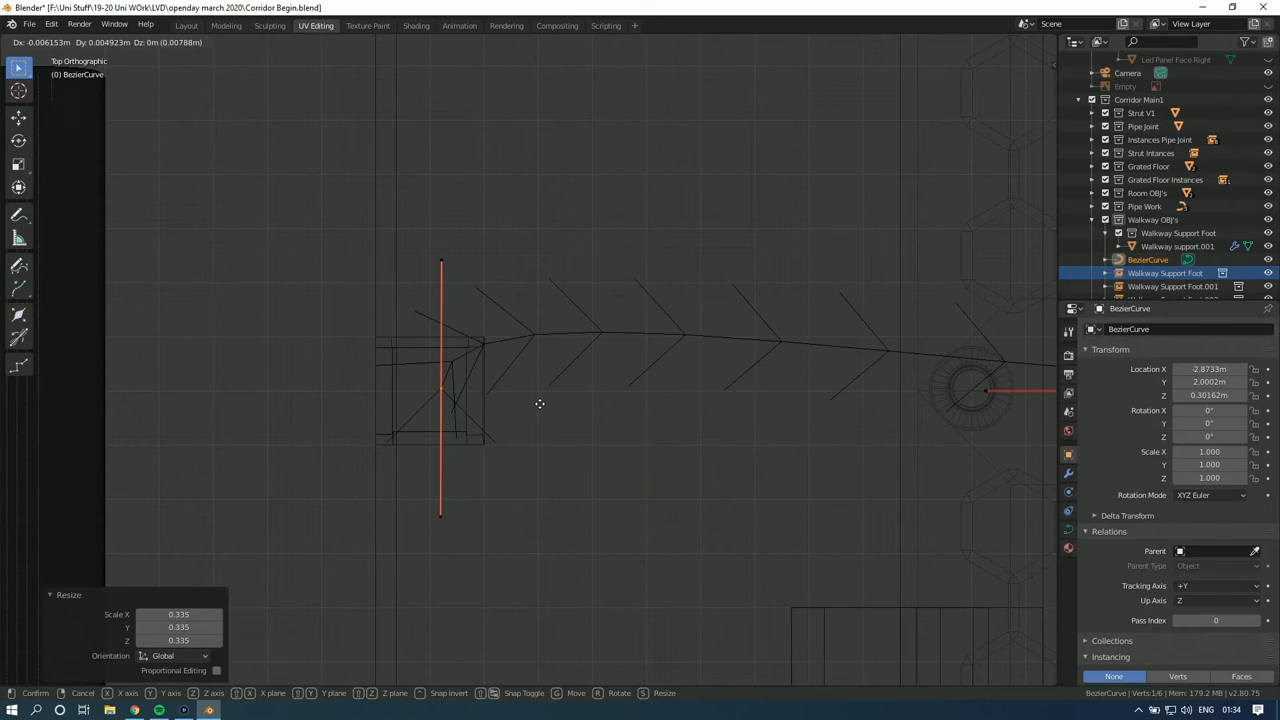 Blender* [F:\Uni Stuff\19-20 Uni WOrk\LVD\openday march 2020\Corridor Begin.blend]
File Edit Render Window Help Layout Modeling Sculpting UV Editing Texture Paint Shading Animation Rendering Compositing Scripting + Scene View Layer
Dx: -0.006153m Dy: 0.004923m Dz: 0m (0.00788m)
Top Orthographic
(0) BezierCurve
Led Panel Face Right
Camera
Empty
Corridor Main1
Strut V1
Pipe Joint
Instances Pipe Joint
Strut Intances
Grated Floor
Grated Floor Instances
Room OBJ's
Pipe Work
Walkway OBJ's
Walkway Support Foot
Walkway support.001
BezierCurve
Walkway Support Foot
Walkway Support Foot.001
BezierCurve
BezierCurve
Transform
Location X -2.8733m
Y 2.0002m
Z 0.30162m
Rotation X 0°
Y 0°
Z 0°
Scale X 1.000
Y 1.000
Z 1.000
Rotation Mode XYZ Euler
Delta Transform
Relations
Parent
Parent Type Object
Tracking Axis +Y
Up Axis Z
Pass Index 0
Collections
Instancing
None Verts Faces
Resize
Scale X 0.335
Y 0.335
Z 0.335
Orientation Global
Proportional Editing
Confirm Cancel X X axis Y Y axis Z Z axis X X plane Y Y plane Z Z plane Snap Invert Snap Toggle G Move R Rotate S Resize
BezierCurve | Verts:1/6 | Mem: 179.2 MB | v2.80.75
01:34